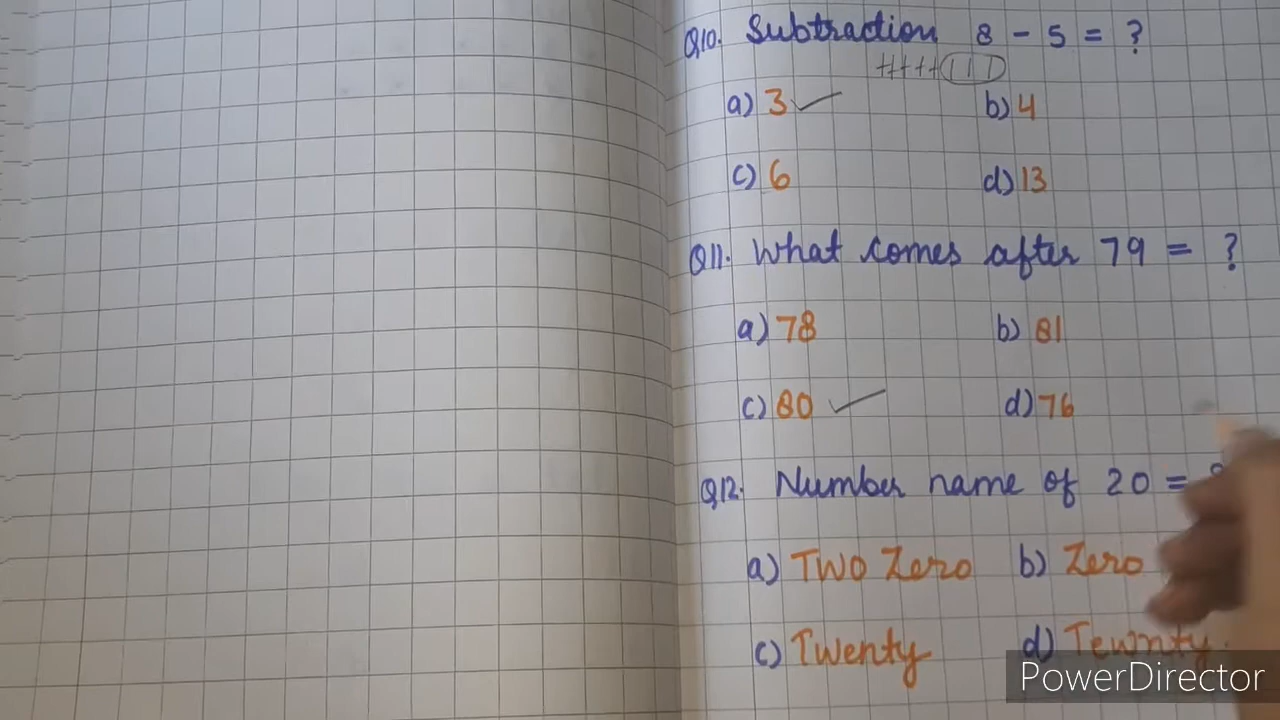 Q10. Subtraction 8 - 5 = ?
a) 3 ✓ b) 4
c) 6 d) 13
Q11. What comes after 79 = ?
a) 78 b) 81
c) 80 ✓ d) 76
Q12. Number name of 20 =
a) Two Zero b) Zero
c) Twenty d) Tewnty.
PowerDirector